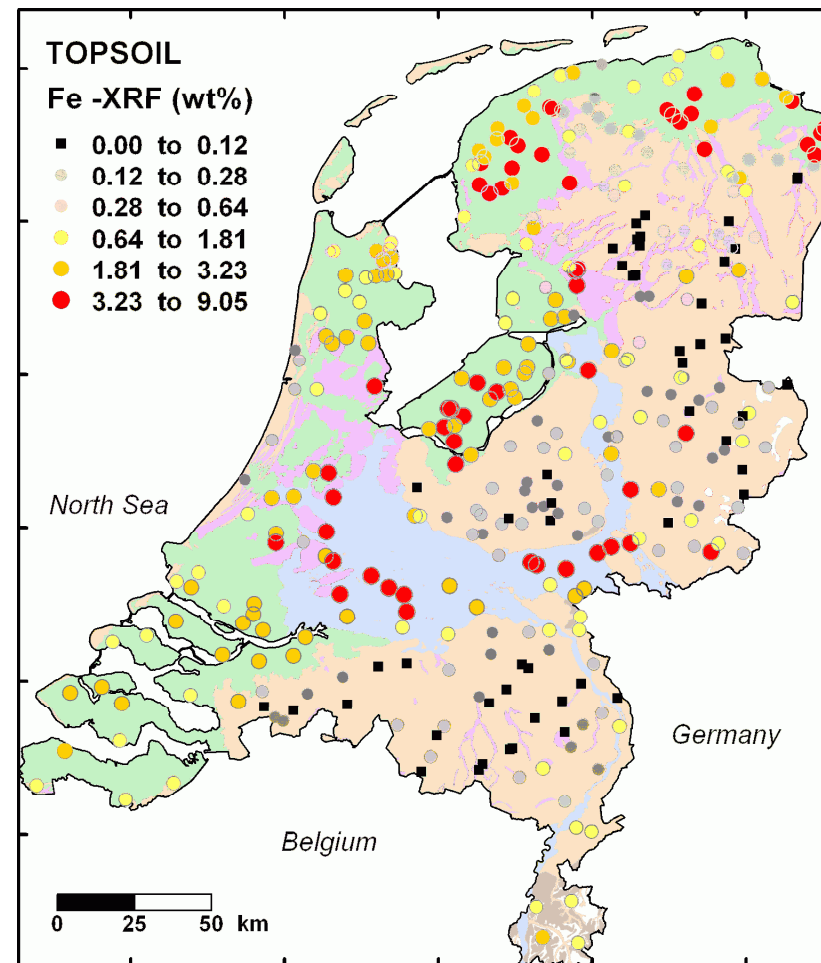 TOPSOIL
Fe -XRF (wt%)
0.00 to 0.12
0.12 to 0.28
0.28 to 0.64
0.64 to 1.81
1.81 to 3.23
3.23 to 9.05
North Sea
Germany
Belgium
0 25 50 km